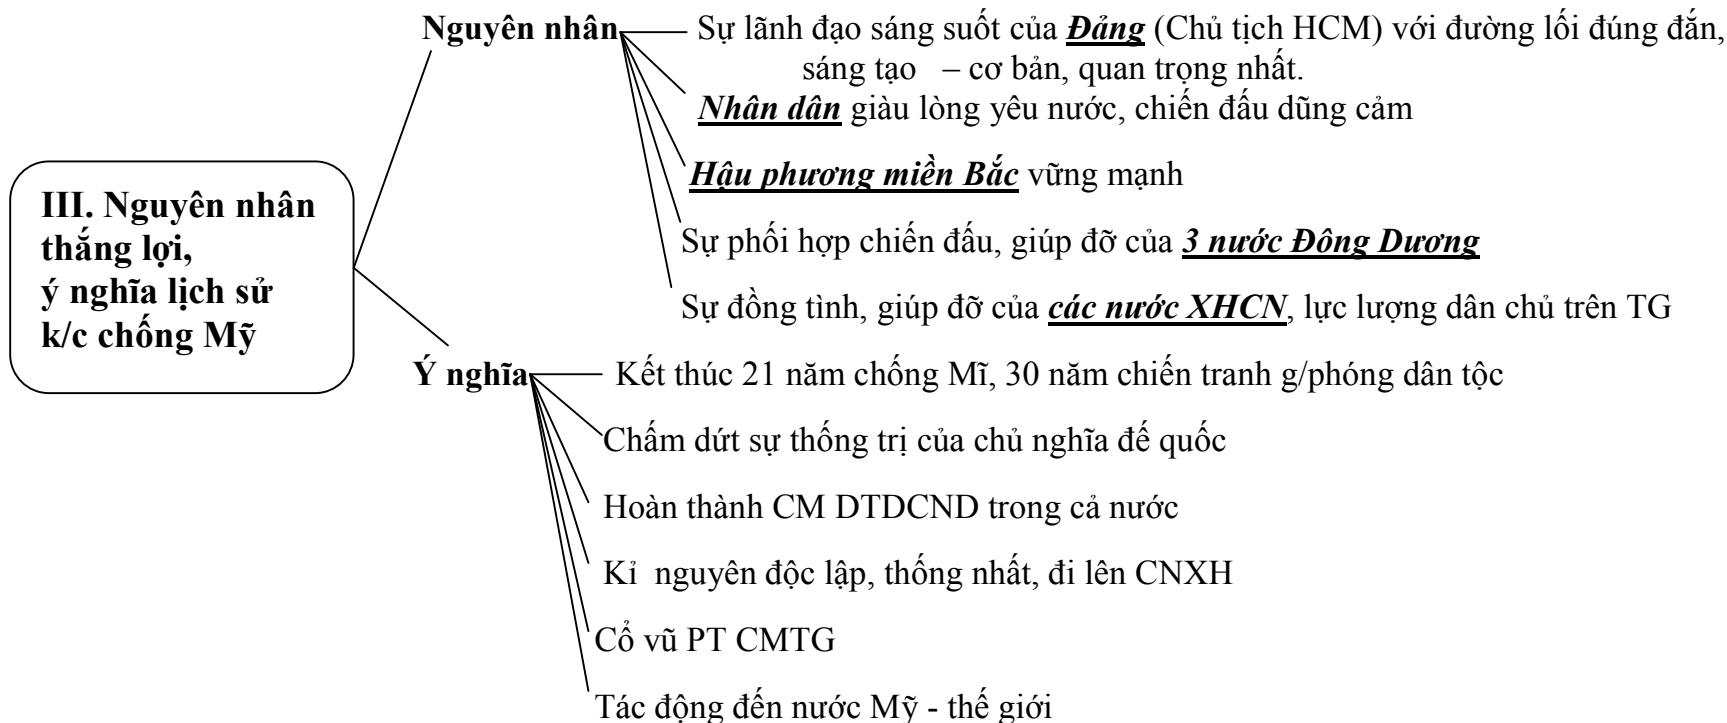 Nguyên nhân
Sự lãnh đạo sáng suốt của Đảng (Chủ tịch HCM) với đường lối đúng đắn,
sáng tạo – cơ bản, quan trọng nhất.
Nhân dân giàu lòng yêu nước, chiến đấu dũng cảm
Hậu phương miền Bắc vững mạnh
Sự phối hợp chiến đấu, giúp đỡ của 3 nước Đông Dương
Sự đồng tình, giúp đỡ của các nước XHCN, lực lượng dân chủ trên TG
III. Nguyên nhân
thắng lợi,
ý nghĩa lịch sử
k/c chống Mỹ
Ý nghĩa
Kết thúc 21 năm chống Mĩ, 30 năm chiến tranh g/phóng dân tộc
Chấm dứt sự thống trị của chủ nghĩa đế quốc
Hoàn thành CM DTDCND trong cả nước
Kỉ nguyên độc lập, thống nhất, đi lên CNXH
Cổ vũ PT CMTG
Tác động đến nước Mỹ - thế giới